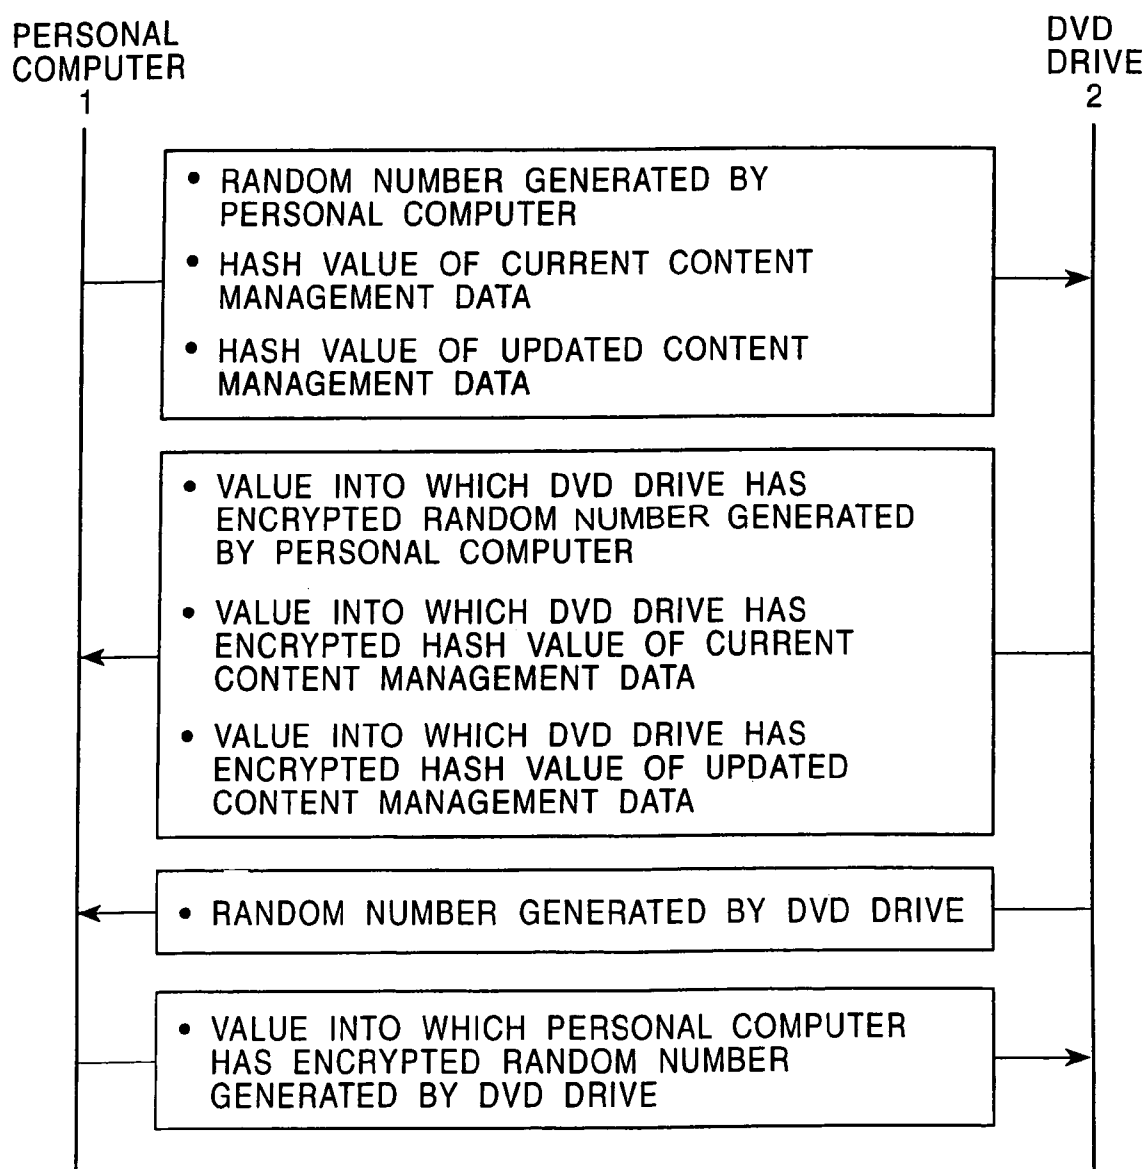 PERSONAL
COMPUTER
1
DVD
DRIVE
2
• RANDOM NUMBER GENERATED BY
PERSONAL COMPUTER
• HASH VALUE OF CURRENT CONTENT
MANAGEMENT DATA
• HASH VALUE OF UPDATED CONTENT
MANAGEMENT DATA
• VALUE INTO WHICH DVD DRIVE HAS
ENCRYPTED RANDOM NUMBER GENERATED
BY PERSONAL COMPUTER
• VALUE INTO WHICH DVD DRIVE HAS
ENCRYPTED HASH VALUE OF CURRENT
CONTENT MANAGEMENT DATA
• VALUE INTO WHICH DVD DRIVE HAS
ENCRYPTED HASH VALUE OF UPDATED
CONTENT MANAGEMENT DATA
• RANDOM NUMBER GENERATED BY DVD DRIVE
• VALUE INTO WHICH PERSONAL COMPUTER
HAS ENCRYPTED RANDOM NUMBER
GENERATED BY DVD DRIVE